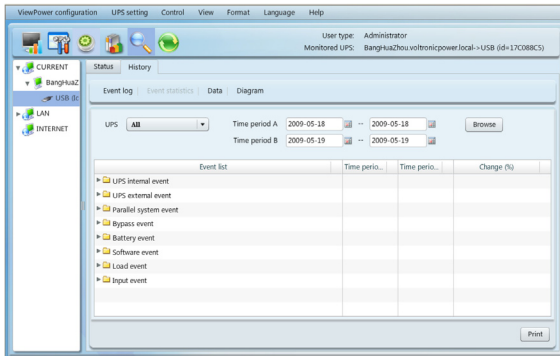 ViewPower configuration UPS setting Control View Format Language Help
User type: Administrator
Monitored UPS: BangHuaZhou.voltronicpower.local->USB (id=17C088C5)
CURRENT
BangHuaZ
USB (Ic
LAN
INTERNET
Status History
Event log Event statistics Data Diagram
UPS All Time period A 2009-05-18 -- 2009-05-18 Browse
Time period B 2009-05-19 -- 2009-05-19
Event list Time perio... Time perio... Change (%)
UPS internal event
UPS external event
Parallel system event
Bypass event
Battery event
Software event
Load event
Input event
Print